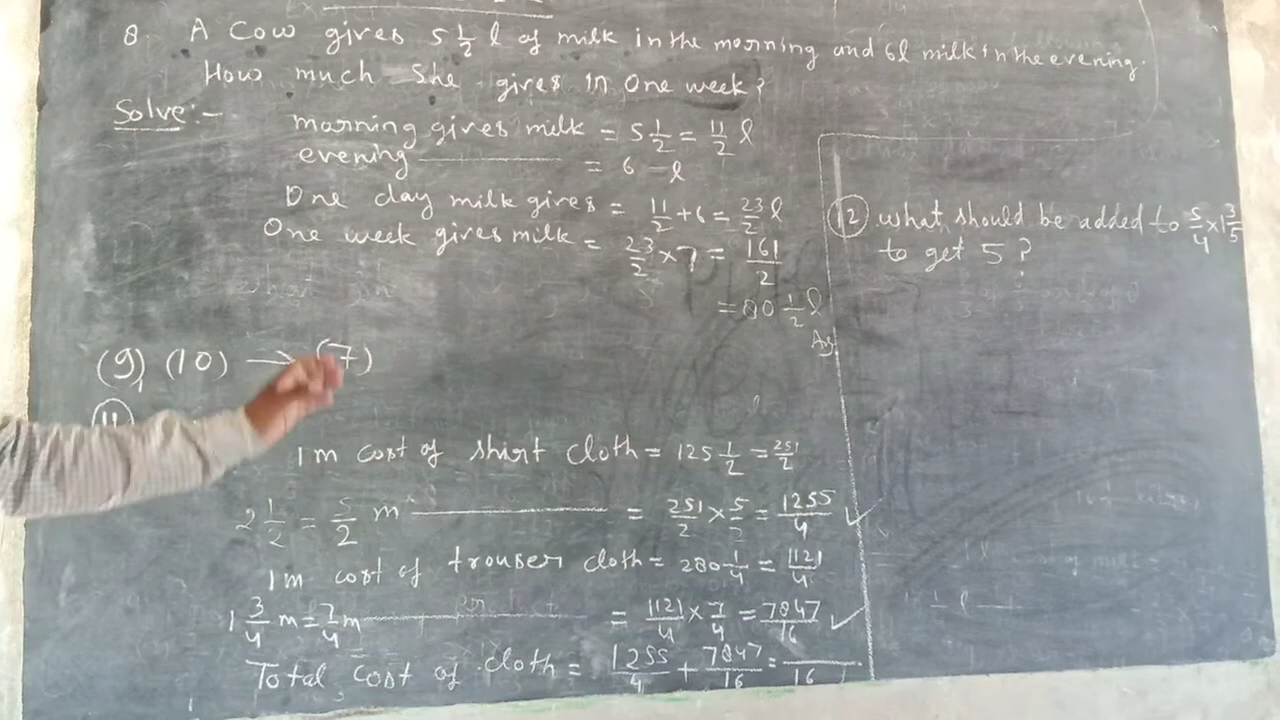 8. A Cow gives 5 1/2 l of milk in the morning and 6l milk in the evening.
How much she gives in one week?
Solve:-
morning gives milk = 5 1/2 = 11/2 l
evening ———— = 6 - l
One day milk gives = 11/2 + 6 = 23/2 l
One week gives milk = 23/2 × 7 = 161/2
= 80 1/2 l
As
(9), (10) → (7)
(11)
1m cost of shirt cloth = 125 1/2 = 251/2
2 1/2 = 5/2 m ———— = 251/2 × 5/2 = 1255/4 ✓
1m cost of trouser cloth = 280 1/4 = 1121/4
1 3/4 m = 7/4 m ———— = 1121/4 × 7/4 = 7847/16 ✓
Total cost of cloth = 1255/4 + 7847/16 = /16
(12) what should be added to 5/4 × 1 3/5
to get 5?